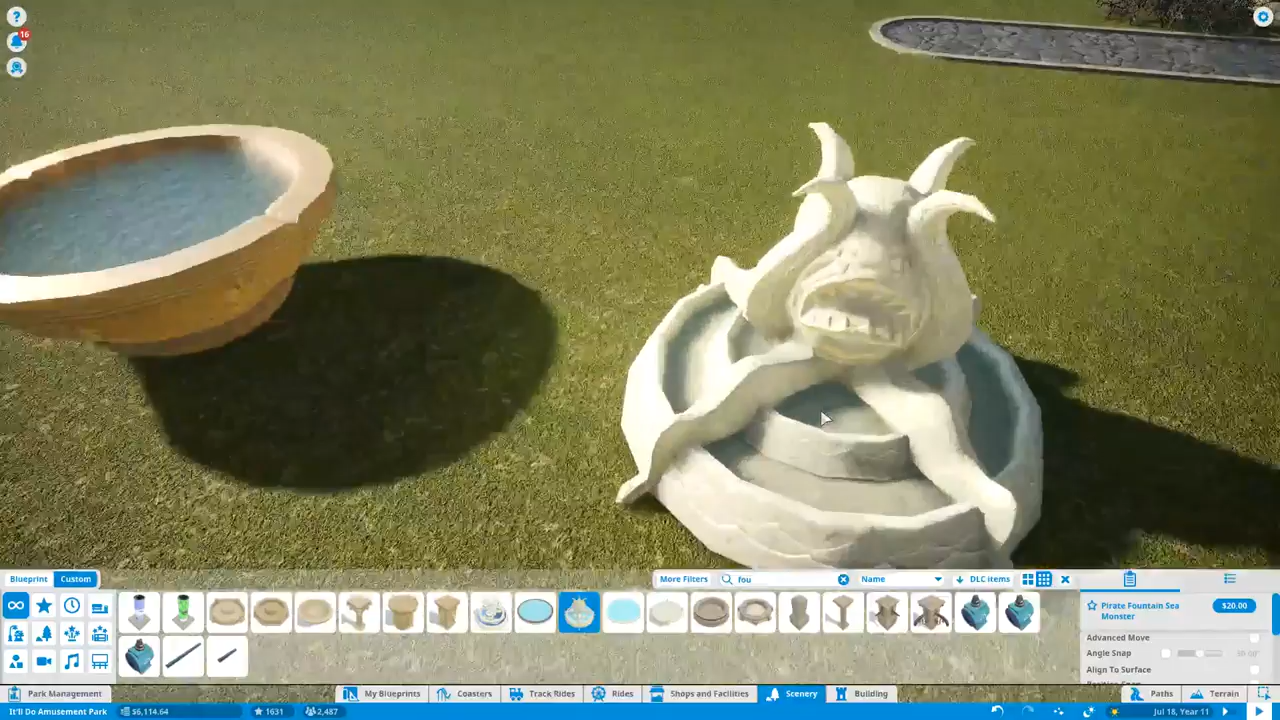 ?
16
Blueprint
Custom
More Filters
fou
Name
DLC items
Pirate Fountain Sea
Monster
$20.00
Advanced Move
Angle Snap
Align To Surface
Park Management
My Blueprints
Coasters
Track Rides
Rides
Shops and Facilities
Scenery
Building
Paths
Terrain
It'll Do Amusement Park
$6,114.64
1631
2,487
Jul 18, Year 11